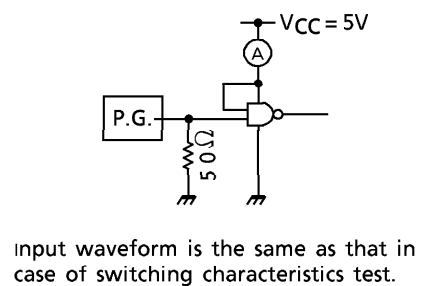 VCC = 5V
A
P.G.
50Ω
Input waveform is the same as that in
case of switching characteristics test.